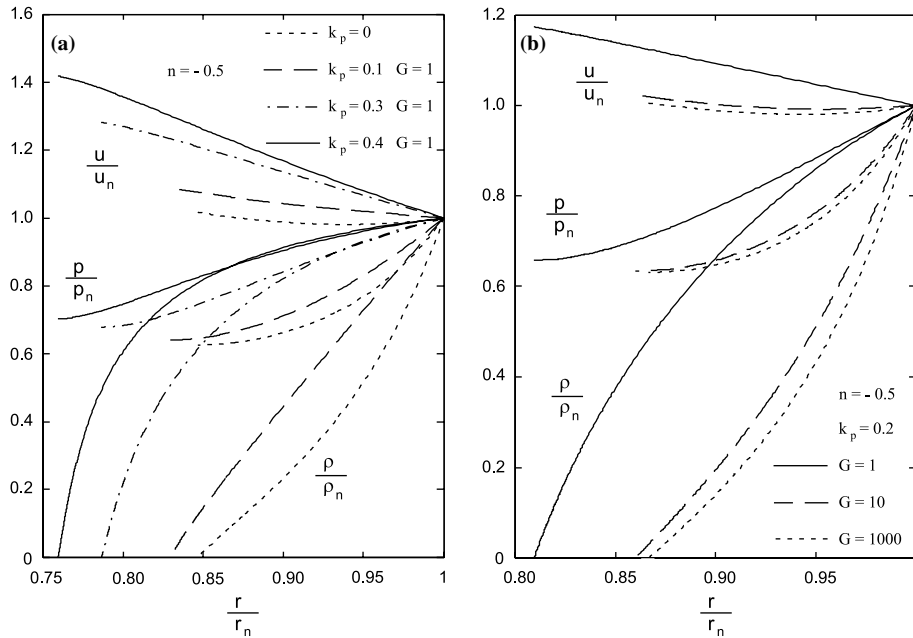 (a)
n = - 0.5
k p = 0
k p = 0.1 G = 1
k p = 0.3 G = 1
k p = 0.4 G = 1
u
u n
p
p n
ρ
ρ n
1.6
1.4
1.2
1.0
0.8
0.6
0.4
0.2
0
0.75
0.80
0.85
0.90
0.95
1
r
r n
(b)
u
u n
p
p n
ρ
ρ n
n = - 0.5
k p = 0.2
G = 1
G = 10
G = 1000
1.2
1.0
0.8
0.6
0.4
0.2
0
0.80
0.85
0.90
0.95
r
r n